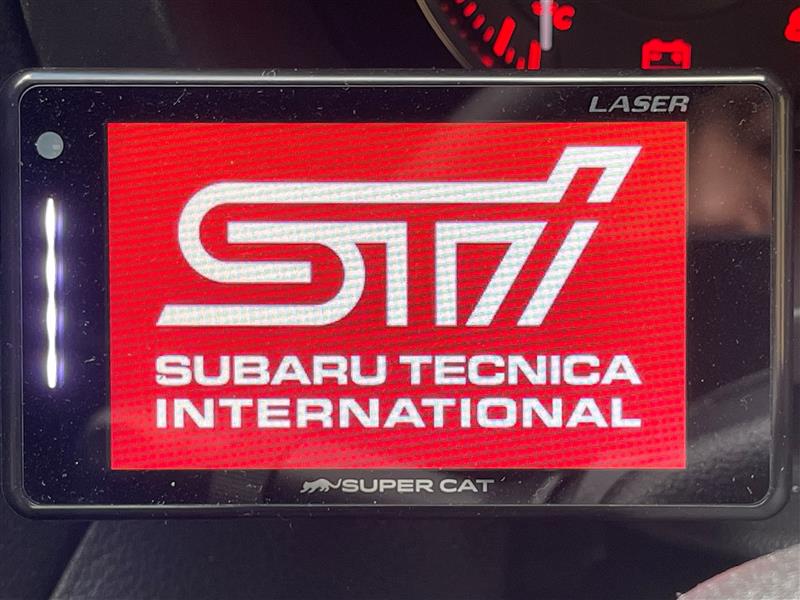 °C
LASER
STI
SUBARU TECNICA
INTERNATIONAL
SUPER CAT